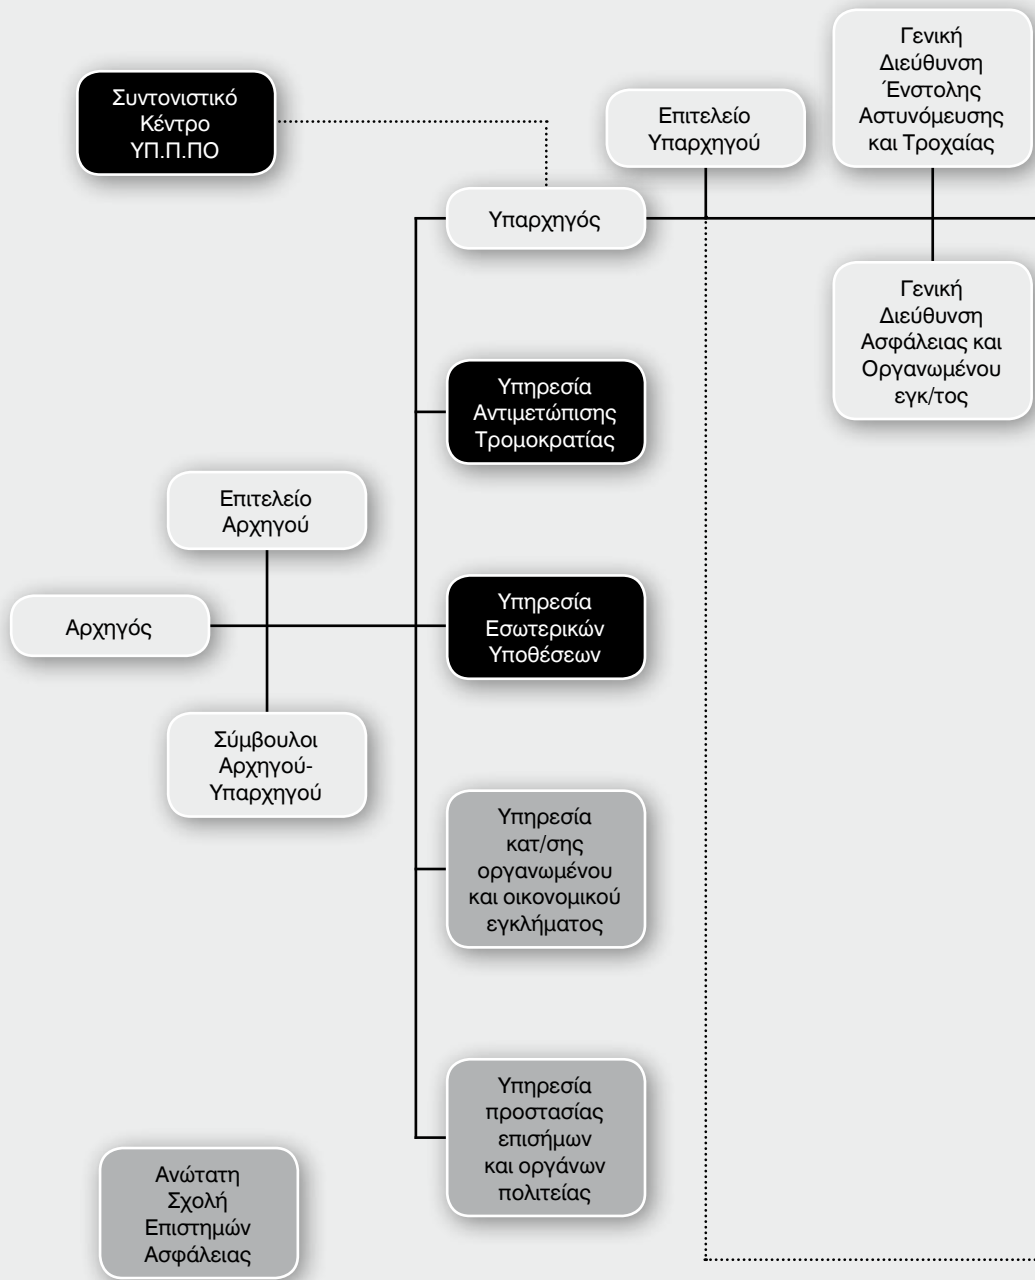 Γενική
Διεύθυνση
Ένστολης
Αστυνόμευσης
και Τροχαίας
Συντονιστικό
Κέντρο
ΥΠ.Π.ΠΟ
Επιτελείο
Υπαρχηγού
Υπαρχηγός
Γενική
Διεύθυνση
Ασφάλειας και
Οργανωμένου
εγκ/τος
Υπηρεσία
Αντιμετώπισης
Τρομοκρατίας
Επιτελείο
Αρχηγού
Αρχηγός
Υπηρεσία
Εσωτερικών
Υποθέσεων
Σύμβουλοι
Αρχηγού-
Υπαρχηγού
Υπηρεσία
κατ/σης
οργανωμένου
και οικονομικού
εγκλήματος
Υπηρεσία
προστασίας
επισήμων
και οργάνων
πολιτείας
Ανώτατη
Σχολή
Επιστημών
Ασφάλειας